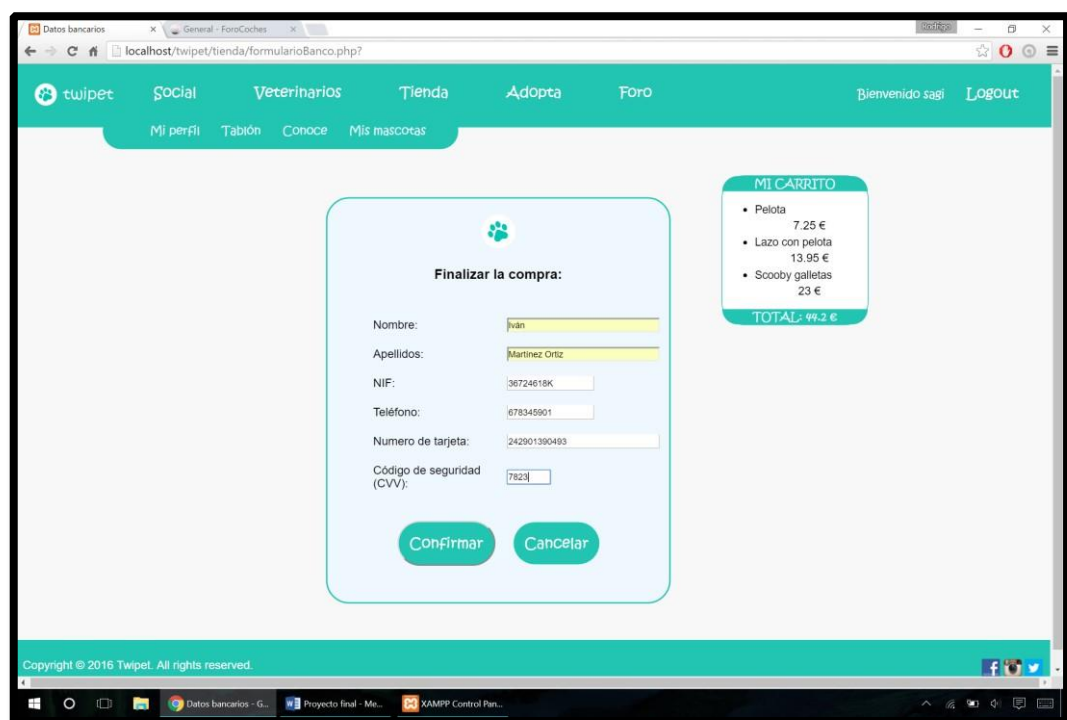 Datos bancarios
General - ForoCoches
Rodrigo
localhost/twipet/tienda/formularioBanco.php?
twipet Social Veterinarios Tienda Adopta Foro Bienvenido sagi Logout
Mi perfil Tablón Conoce Mis mascotas
MI CARRITO
• Pelota
7.25 €
• Lazo con pelota
13.95 €
• Scooby galletas
23 €
TOTAL: 44.2 €
Finalizar la compra:
Nombre: Iván
Apellidos: Martínez Ortiz
NIF: 36724618K
Teléfono: 678345901
Numero de tarjeta: 242901390493
Código de seguridad
(CVV): 7823
Confirmar Cancelar
Copyright © 2016 Twipet. All rights reserved.
Datos bancarios - G... Proyecto final - Me... XAMPP Control Pan...